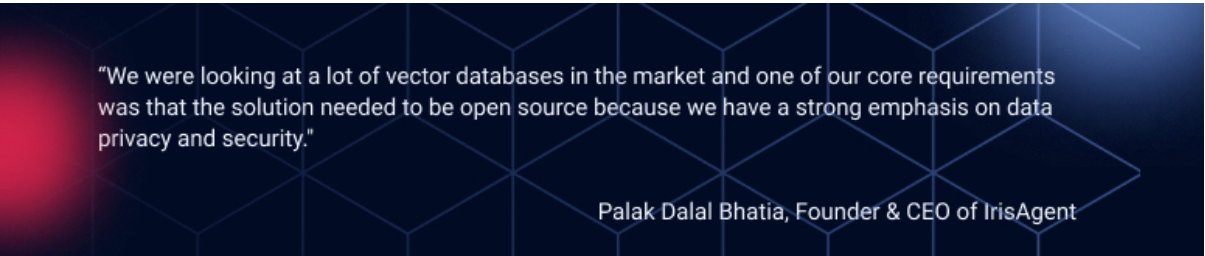 “We were looking at a lot of vector databases in the market and one of our core requirements
was that the solution needed to be open source because we have a strong emphasis on data
privacy and security."
Palak Dalal Bhatia, Founder & CEO of IrisAgent